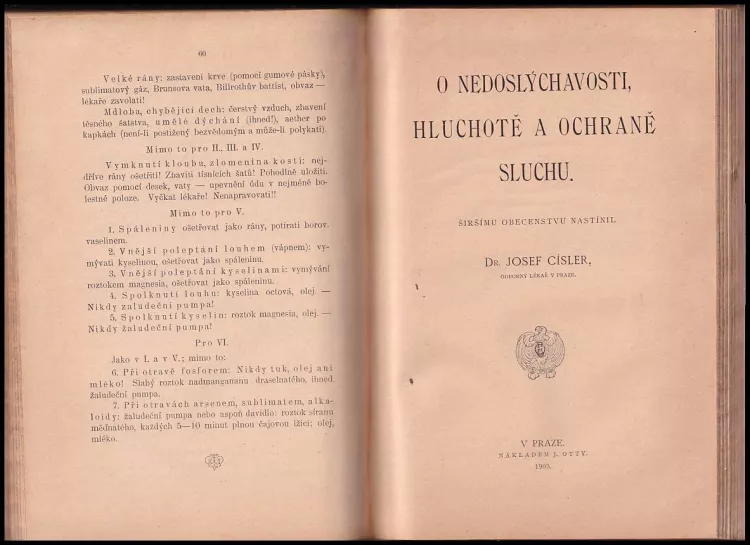 60
Velké rány: zastavení krve (pomocí gumové pásky),
sublimatový gáz, Brunsova vata, Billrothův battist, obvaz —
lékaře zavolati!
Mdloba, chybějící dech: čerstvý vzduch, zbavení
těsného šatstva, umělé dýchání (ihned!), aether po
kapkách (není-li postižený bezvědomým a může-li polykati).
Mimo to pro II., III. a IV.
Vymknutí kloubu, zlomenina kosti: nej-
dříve rány ošetřiti! Zbaviti tísnících šatů! Pohodlně uložiti.
Obvaz pomocí desek, vaty — upevnění údu v nejméně bo-
lestné poloze. Vyčkat lékaře! Nenapravovati!!
Mimo to pro V.
1. Spáleniny ošetřovat jako rány, potírati borov.
vaselinem.
2. Vnější poleptání louhem (vápnem): vy-
mývati kyselinou, ošetřovat jako spáleninu.
3. Vnější poleptání kyselinami: vymývání
roztokem magnesia, ošetřovat jako spáleninu.
4. Spolknutí louhu: kyselina octová, olej. —
Nikdy žaludeční pumpa!
5. Spolknutí kyselin: roztok magnesia, olej. —
Nikdy žaludeční pumpa!
Pro VI.
Jako v I. a V.; mimo to:
6. Při otravě fosforem: Nikdy tuk, olej ani
mléko! Slabý roztok nadmangananu draselnatého, ihned
žaludeční pumpa.
7. Při otravách arsenem, sublimatem, alka-
loidy: žaludeční pumpa nebo aspoň davidlo: roztok síranu
měďnatého, každých 5—10 minut plnou čajovou lžíci; olej,
mléko.
O NEDOSLÝCHAVOSTI,
HLUCHOTĚ A OCHRANĚ
SLUCHU.
ŠIRŠÍMU OBECENSTVU NASTÍNIL
DR. JOSEF CÍSLER,
ODBORNÝ LÉKAŘ V PRAZE.
V PRAZE.
NÁKLADEM J. OTTY.
1903.